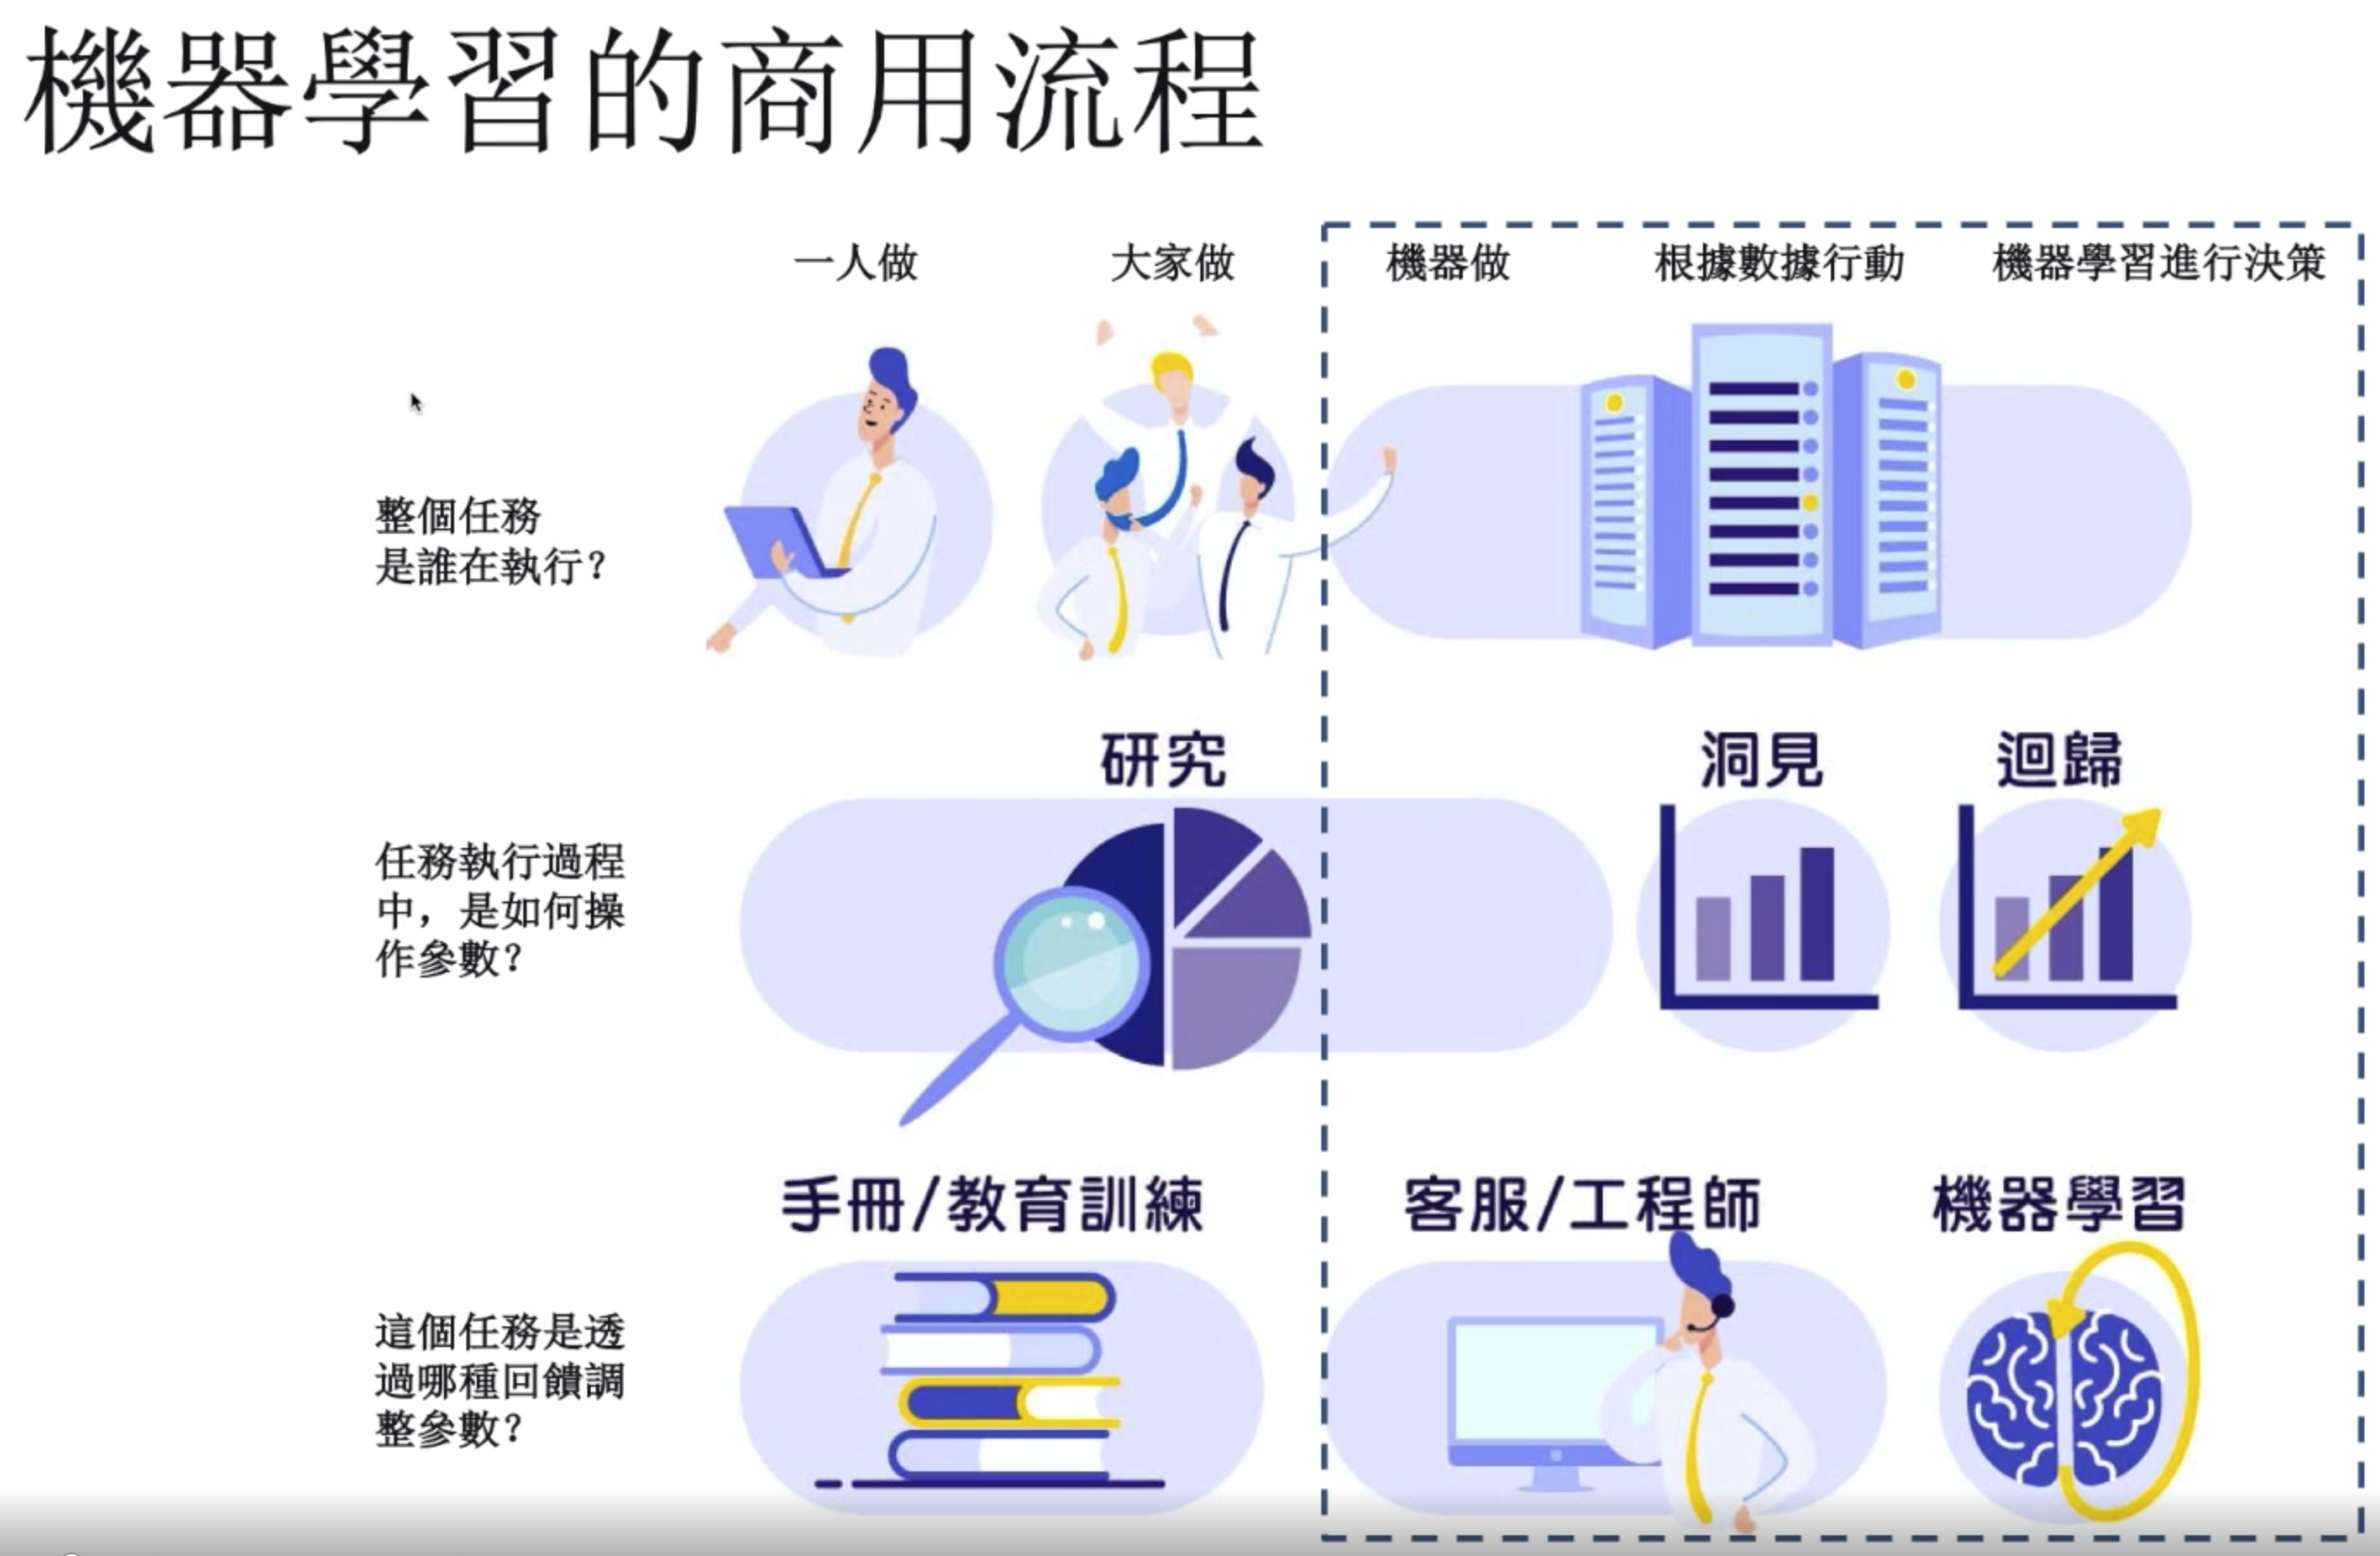 機器學習的商用流程
一人做
大家做
機器做
根據數據行動
機器學習進行決策
整個任務
是誰在執行?
研究
洞見
迴歸
任務執行過程
中，是如何操
作參數?
手冊/教育訓練
客服/工程師
機器學習
這個任務是透
過哪種回饋調
整參數?